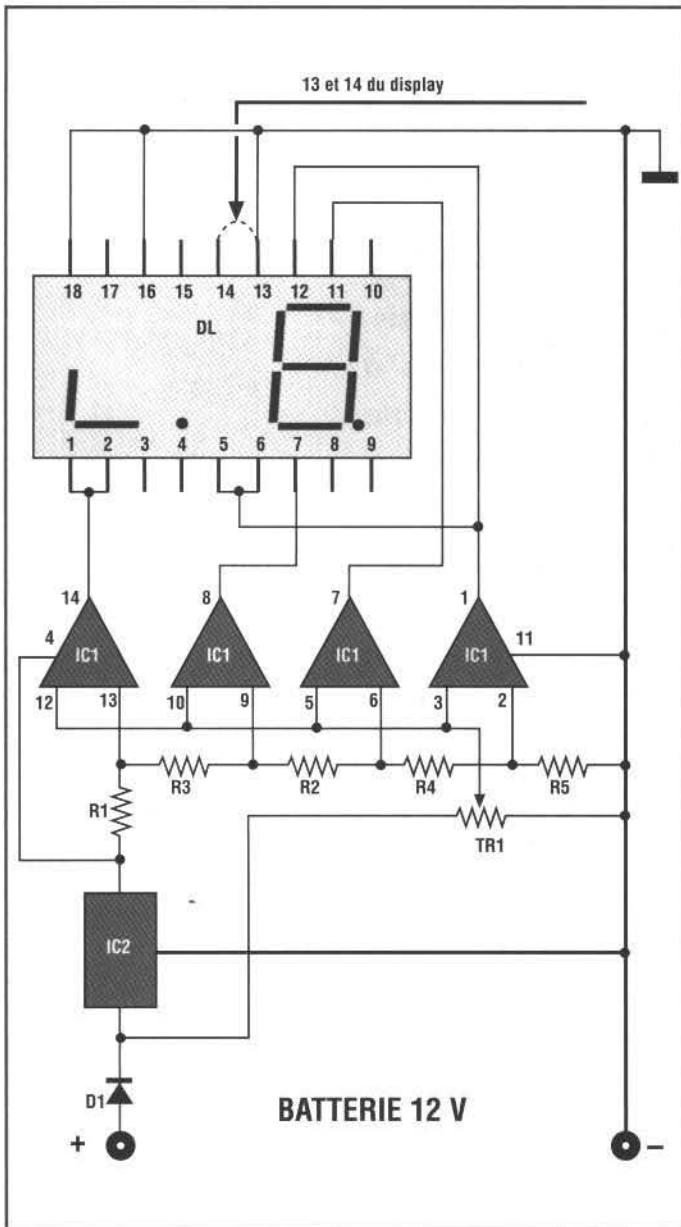 13 et 14 du display
18 17 16 15 14 13 12 11 10
DL
1 2 3 4 5 6 7 8 9
14 8 7 1
4 IC1 IC1 IC1 IC1 11
12 13 10 9 5 6 3 2
R3 R2 R4 R5
R1
TR1
IC2
D1
BATTERIE 12 V
+ −